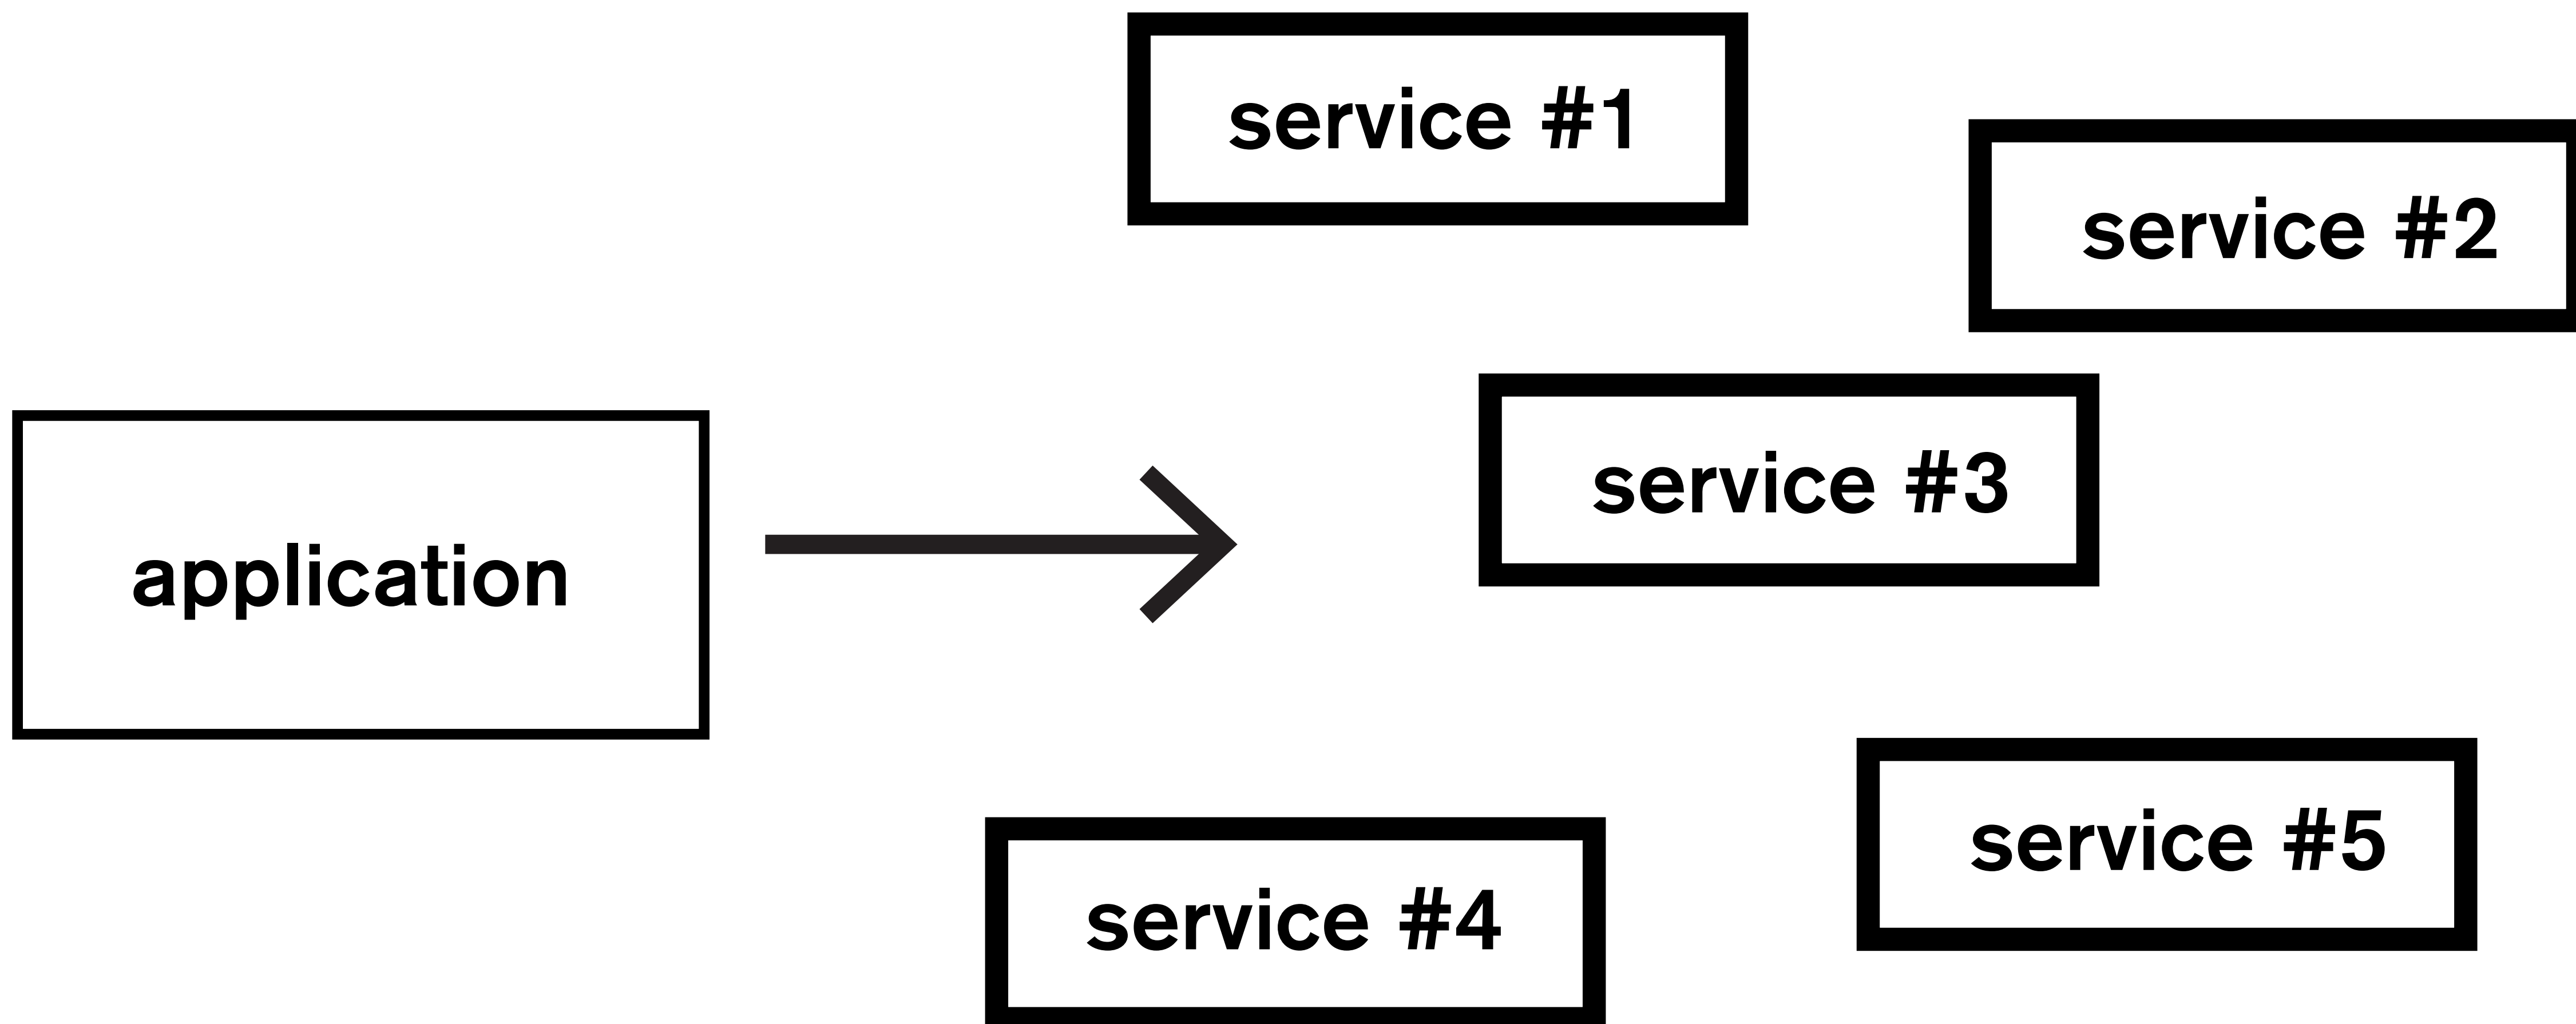 service #1
service #2
service #3
application
service #5
service #4